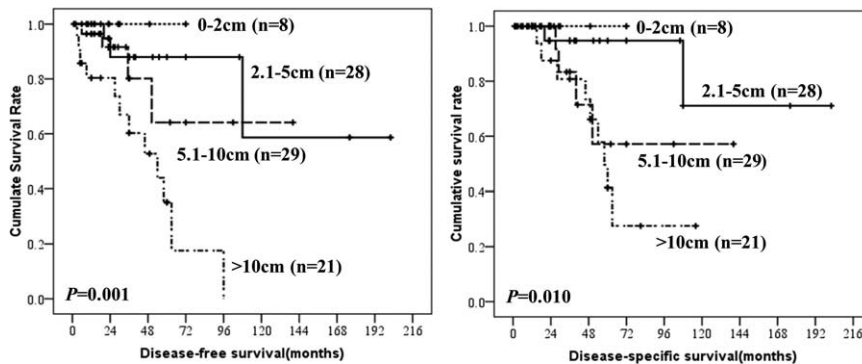 Cumulate Survival Rate
1.0
0.8
0.6
0.4
0.2
0.0
0-2cm (n=8)
2.1-5cm (n=28)
5.1-10cm (n=29)
>10cm (n=21)
P=0.001
0 24 48 72 96 120 144 168 192 216
Disease-free survival(months)
Cumulative survival rate
1.0
0.8
0.6
0.4
0.2
0.0
0-2cm (n=8)
2.1-5cm (n=28)
5.1-10cm (n=29)
>10cm (n=21)
P=0.010
0 24 48 72 96 120 144 168 192 216
Disease-specific survival(months)